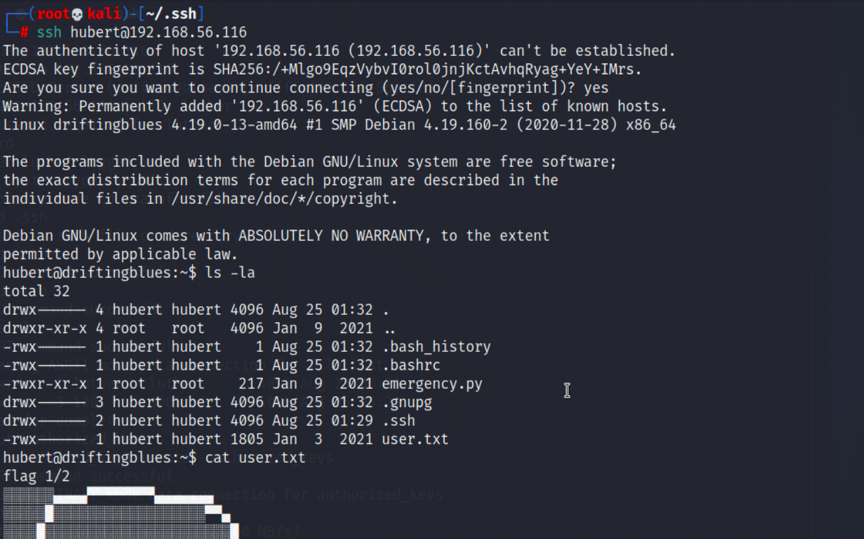 (root💀kali)-[~/.ssh]
# ssh hubert@192.168.56.116
The authenticity of host '192.168.56.116 (192.168.56.116)' can't be established.
ECDSA key fingerprint is SHA256:/+Mlgo9EqzVybvI0rol0jnjKctAvhqRyag+YeY+IMrs.
Are you sure you want to continue connecting (yes/no/[fingerprint])? yes
Warning: Permanently added '192.168.56.116' (ECDSA) to the list of known hosts.
Linux driftingblues 4.19.0-13-amd64 #1 SMP Debian 4.19.160-2 (2020-11-28) x86_64
The programs included with the Debian GNU/Linux system are free software;
the exact distribution terms for each program are described in the
individual files in /usr/share/doc/*/copyright.
Debian GNU/Linux comes with ABSOLUTELY NO WARRANTY, to the extent
permitted by applicable law.
hubert@driftingblues:~$ ls -la
total 32
drwx------ 4 hubert hubert 4096 Aug 25 01:32 .
drwxr-xr-x 4 root root 4096 Jan 9 2021 ..
-rwx------ 1 hubert hubert 1 Aug 25 01:32 .bash_history
-rwx------ 1 hubert hubert 1 Aug 25 01:32 .bashrc
-rwxr-xr-x 1 root root 217 Jan 9 2021 emergency.py
drwx------ 3 hubert hubert 4096 Aug 25 01:32 .gnupg
drwx------ 2 hubert hubert 4096 Aug 25 01:29 .ssh
-rwx------ 1 hubert hubert 1805 Jan 3 2021 user.txt
hubert@driftingblues:~$ cat user.txt
flag 1/2